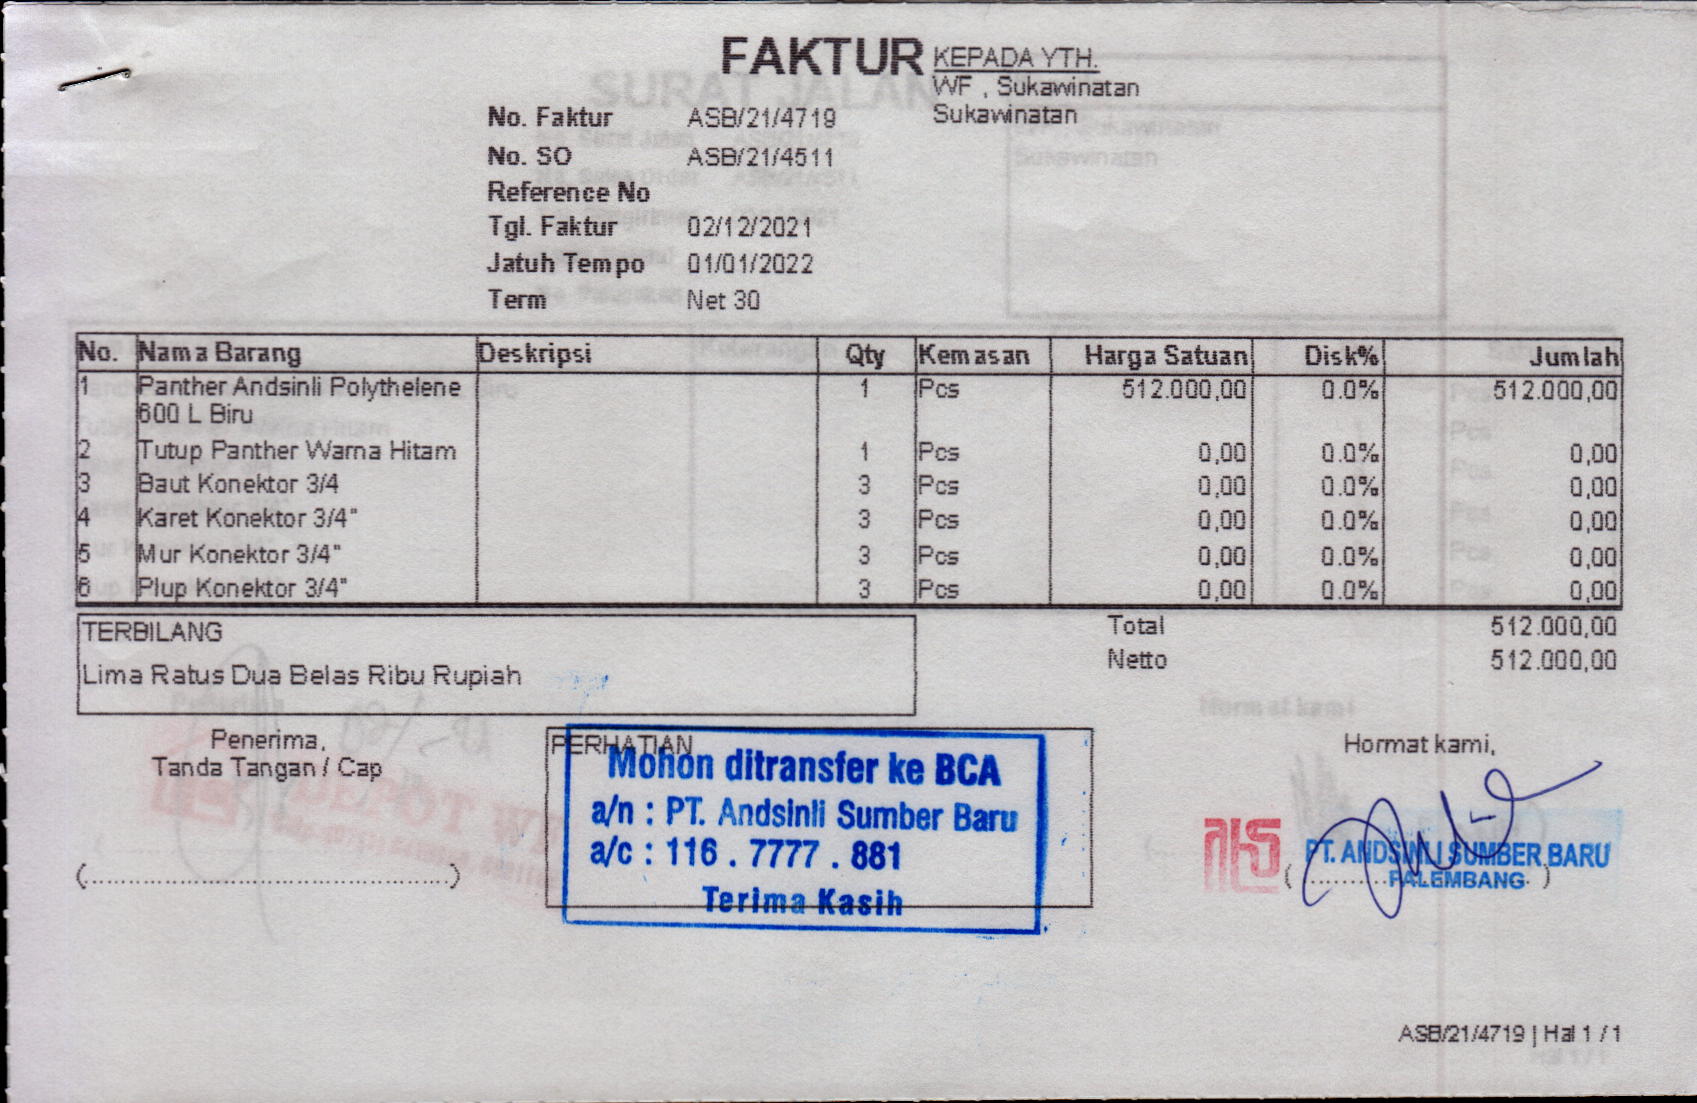 FAKTUR
KEPADA YTH.
WF , Sukawinatan
Sukawinatan
No. Faktur ASB/21/4719
No. SO ASB/21/4511
Reference No
Tgl. Faktur 02/12/2021
Jatuh Tempo 01/01/2022
Term Net 30
No. Nama Barang Deskripsi Qty Kemasan Harga Satuan Disk% Jumlah
1 Panther Andsinli Polythelene 1 Pcs 512.000,00 0.0% 512.000,00
600 L Biru
2 Tutup Panther Warna Hitam 1 Pcs 0,00 0.0% 0,00
3 Baut Konektor 3/4 3 Pcs 0,00 0.0% 0,00
4 Karet Konektor 3/4" 3 Pcs 0,00 0.0% 0,00
5 Mur Konektor 3/4" 3 Pcs 0,00 0.0% 0,00
6 Plup Konektor 3/4" 3 Pcs 0,00 0.0% 0,00
Total 512.000,00
Netto 512.000,00
TERBILANG
Lima Ratus Dua Belas Ribu Rupiah
Penerima,
Tanda Tangan / Cap
(..................................................)
PERHATIAN
Mohon ditransfer ke BCA
a/n : PT. Andsinli Sumber Baru
a/c : 116 . 7777 . 881
Terima Kasih
Hormat kami,
PT. ANDSINLI SUMBER BARU
PALEMBANG
ASB/21/4719 | Hal 1 / 1